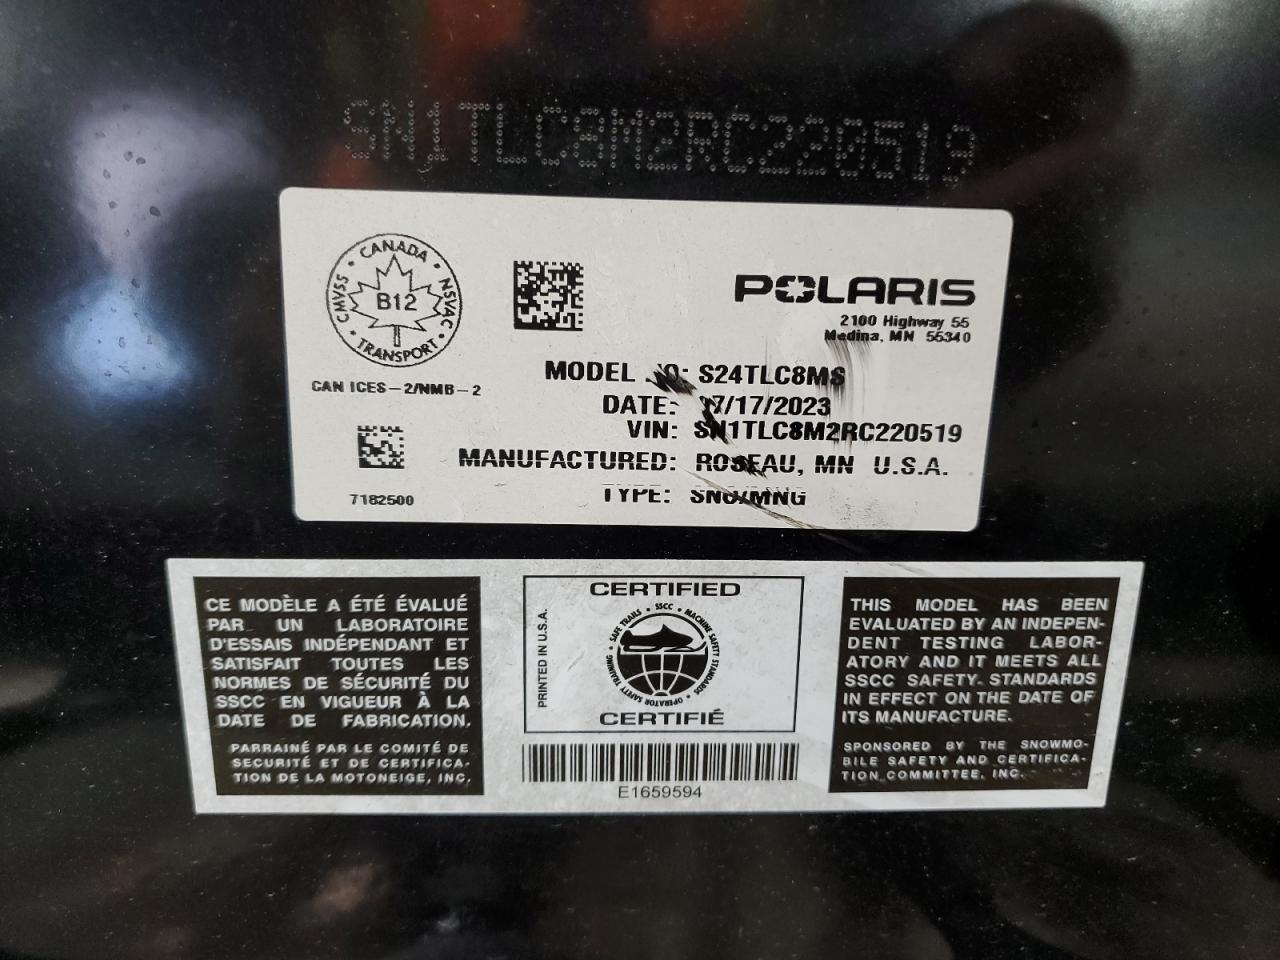 SN1TLC8M2RC220519
CANADA
CMVSS
NSVAC
B12
TRANSPORT
CAN ICES-2/NMB-2
7182500
POLARIS
2100 Highway 55
Medina, MN 55340
MODEL NO: S24TLC8MS
DATE: 07/17/2023
VIN: SN1TLC8M2RC220519
MANUFACTURED: ROSEAU, MN U.S.A.
TYPE: SNO/MNG
CE MODÈLE A ÉTÉ ÉVALUÉ
PAR UN LABORATOIRE
D'ESSAIS INDÉPENDANT ET
SATISFAIT TOUTES LES
NORMES DE SÉCURITÉ DU
SSCC EN VIGUEUR À LA
DATE DE FABRICATION.
PARRAINÉ PAR LE COMITÉ DE
SECURITÉ ET DE CERTIFICA-
TION DE LA MOTONEIGE, INC.
CERTIFIED
PRINTED IN U.S.A.
SAFE TRAILS • SSCC • MACHINE SAFETY STANDARDS • OPERATOR SAFETY TRAINING •
CERTIFIÉ
E1659594
THIS MODEL HAS BEEN
EVALUATED BY AN INDEPEN-
DENT TESTING LABOR-
ATORY AND IT MEETS ALL
SSCC SAFETY STANDARDS
IN EFFECT ON THE DATE OF
ITS MANUFACTURE.
SPONSORED BY THE SNOWMO-
BILE SAFETY AND CERTIFICA-
TION COMMITTEE, INC.